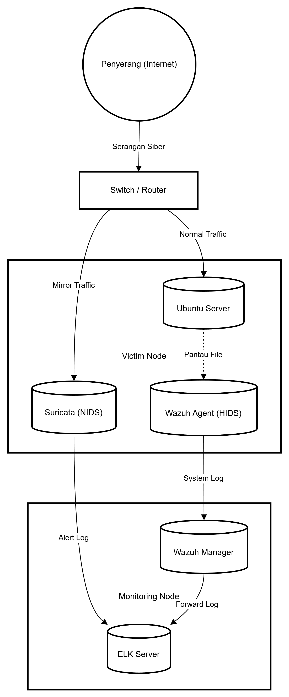 Penyerang (Internet)
Serangan Siber
Switch / Router
Normal Traffic
Mirror Traffic
Ubuntu Server
Victim Node
Pantau File
Suricata (NIDS)
Wazuh Agent (HIDS)
System Log
Alert Log
Wazuh Manager
Monitoring Node
Forward Log
ELK Server